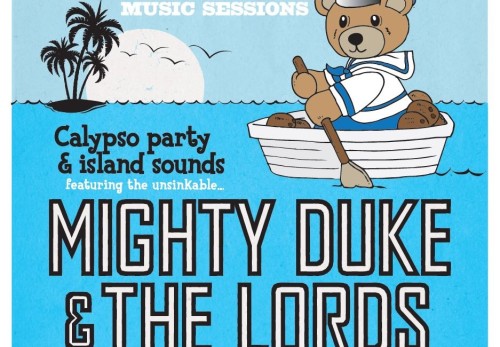 MUSIC SESSIONS
Calypso party
& island sounds
featuring the unsinkable...
MIGHTY DUKE
& THE LORDS